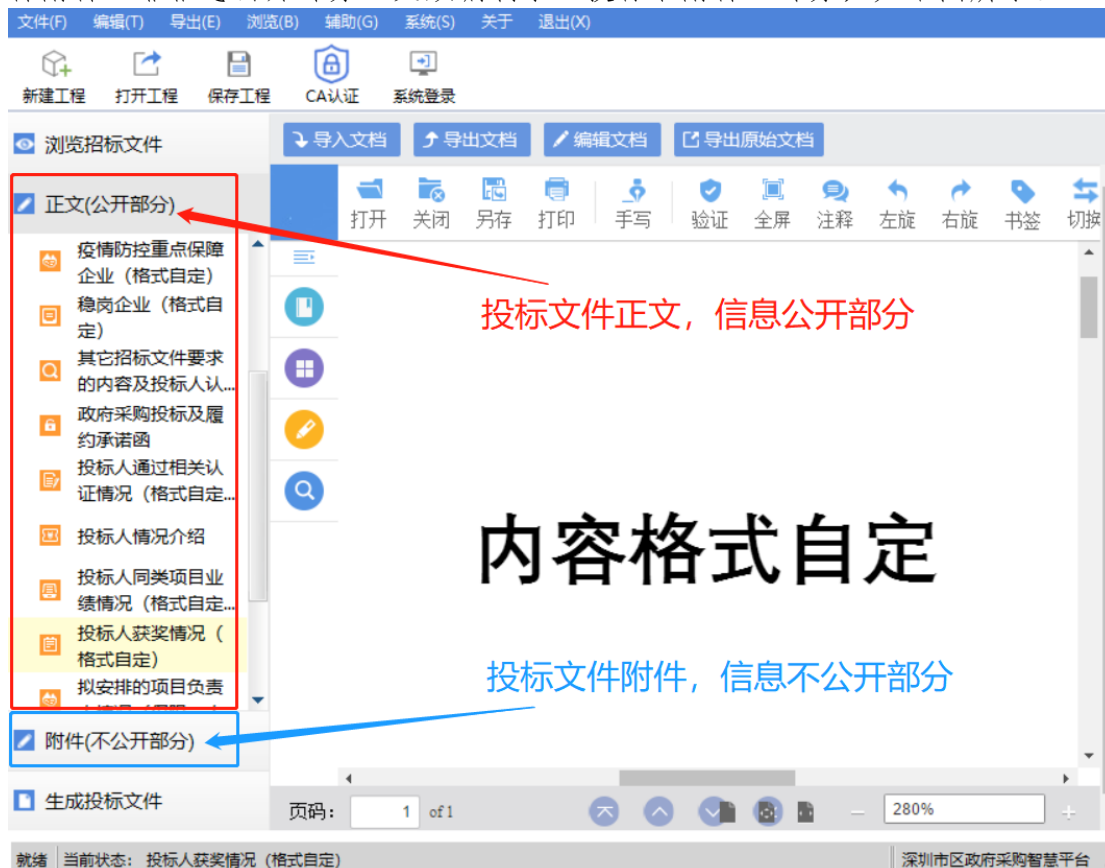 文件(F) 编辑(T) 导出(E) 浏览(B) 辅助(G) 系统(S) 关于 退出(X)
新建工程 打开工程 保存工程 CA认证 系统登录
浏览招标文件
导入文档 导出文档 编辑文档 导出原始文档
正文(公开部分)
打开 关闭 另存 打印 手写 验证 全屏 注释 左旋 右旋 书签 切换
疫情防控重点保障
企业（格式自定）
稳岗企业（格式自
定）
其它招标文件要求
的内容及投标人认...
政府采购投标及履
约承诺函
投标人通过相关认
证情况（格式自定...
投标人情况介绍
投标人同类项目业
绩情况（格式自定...
投标人获奖情况（
格式自定）
拟安排的项目负责
投标文件正文，信息公开部分
内容格式自定
投标文件附件，信息不公开部分
附件(不公开部分)
生成投标文件
页码: 1 of 1 280%
就绪 当前状态: 投标人获奖情况（格式自定） 深圳市区政府采购智慧平台